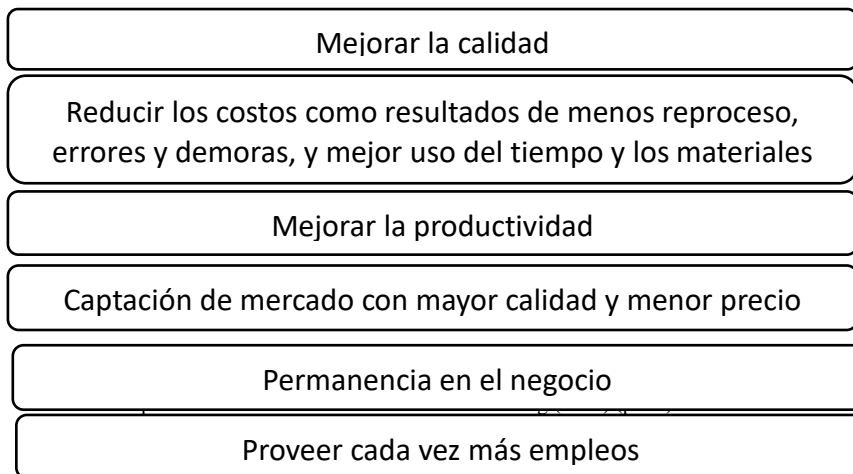 Mejorar la calidad
Reducir los costos como resultados de menos reproceso,
errores y demoras, y mejor uso del tiempo y los materiales
Mejorar la productividad
Captación de mercado con mayor calidad y menor precio
Permanencia en el negocio
Proveer cada vez más empleos